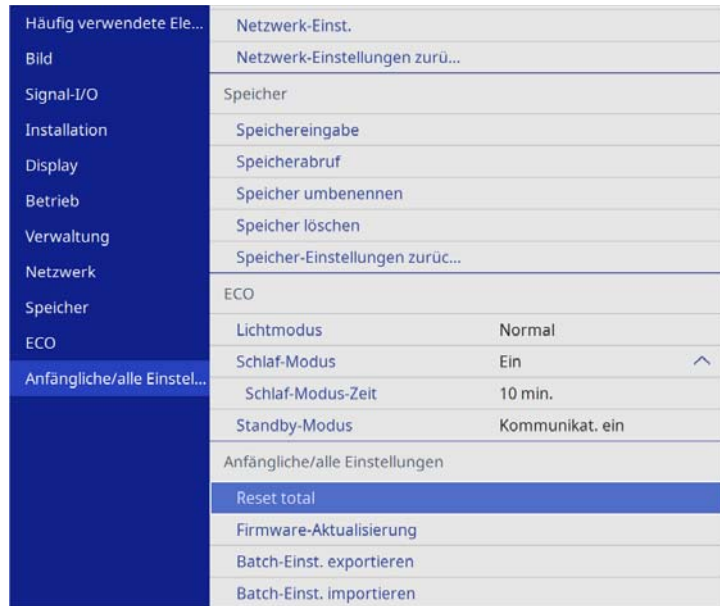 Häufig verwendete Ele...
Bild
Signal-I/O
Installation
Display
Betrieb
Verwaltung
Netzwerk
Speicher
ECO
Anfängliche/alle Einstel...
Netzwerk-Einst.
Netzwerk-Einstellungen zurü...
Speicher
Speichereingabe
Speicherabruf
Speicher umbenennen
Speicher löschen
Speicher-Einstellungen zurüc...
ECO
Lichtmodus Normal
Schlaf-Modus Ein
Schlaf-Modus-Zeit 10 min.
Standby-Modus Kommunikat. ein
Anfängliche/alle Einstellungen
Reset total
Firmware-Aktualisierung
Batch-Einst. exportieren
Batch-Einst. importieren